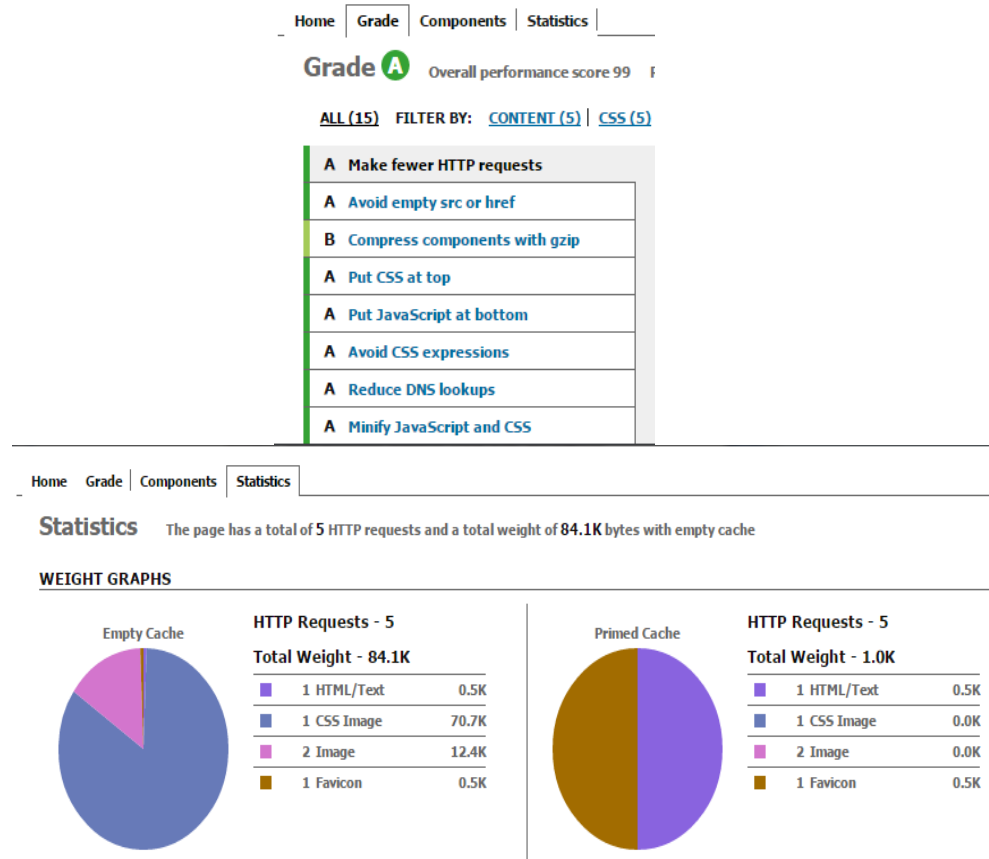 Home Grade Components Statistics
Grade A Overall performance score 99
ALL (15) FILTER BY: CONTENT (5) CSS (5)
A Make fewer HTTP requests
A Avoid empty src or href
B Compress components with gzip
A Put CSS at top
A Put JavaScript at bottom
A Avoid CSS expressions
A Reduce DNS lookups
A Minify JavaScript and CSS
Home Grade Components Statistics
Statistics The page has a total of 5 HTTP requests and a total weight of 84.1K bytes with empty cache
WEIGHT GRAPHS
Empty Cache
HTTP Requests - 5
Total Weight - 84.1K
1 HTML/Text 0.5K
1 CSS Image 70.7K
2 Image 12.4K
1 Favicon 0.5K
Primed Cache
HTTP Requests - 5
Total Weight - 1.0K
1 HTML/Text 0.5K
1 CSS Image 0.0K
2 Image 0.0K
1 Favicon 0.5K